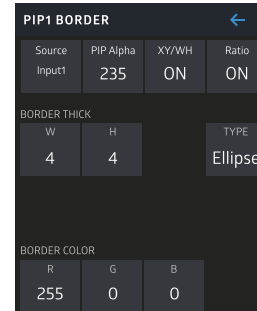 PIP1 BORDER
Source PIP Alpha XY/WH Ratio
Input1 235 ON ON
BORDER THICK
W H TYPE
4 4 Ellipse
BORDER COLOR
R G B
255 0 0